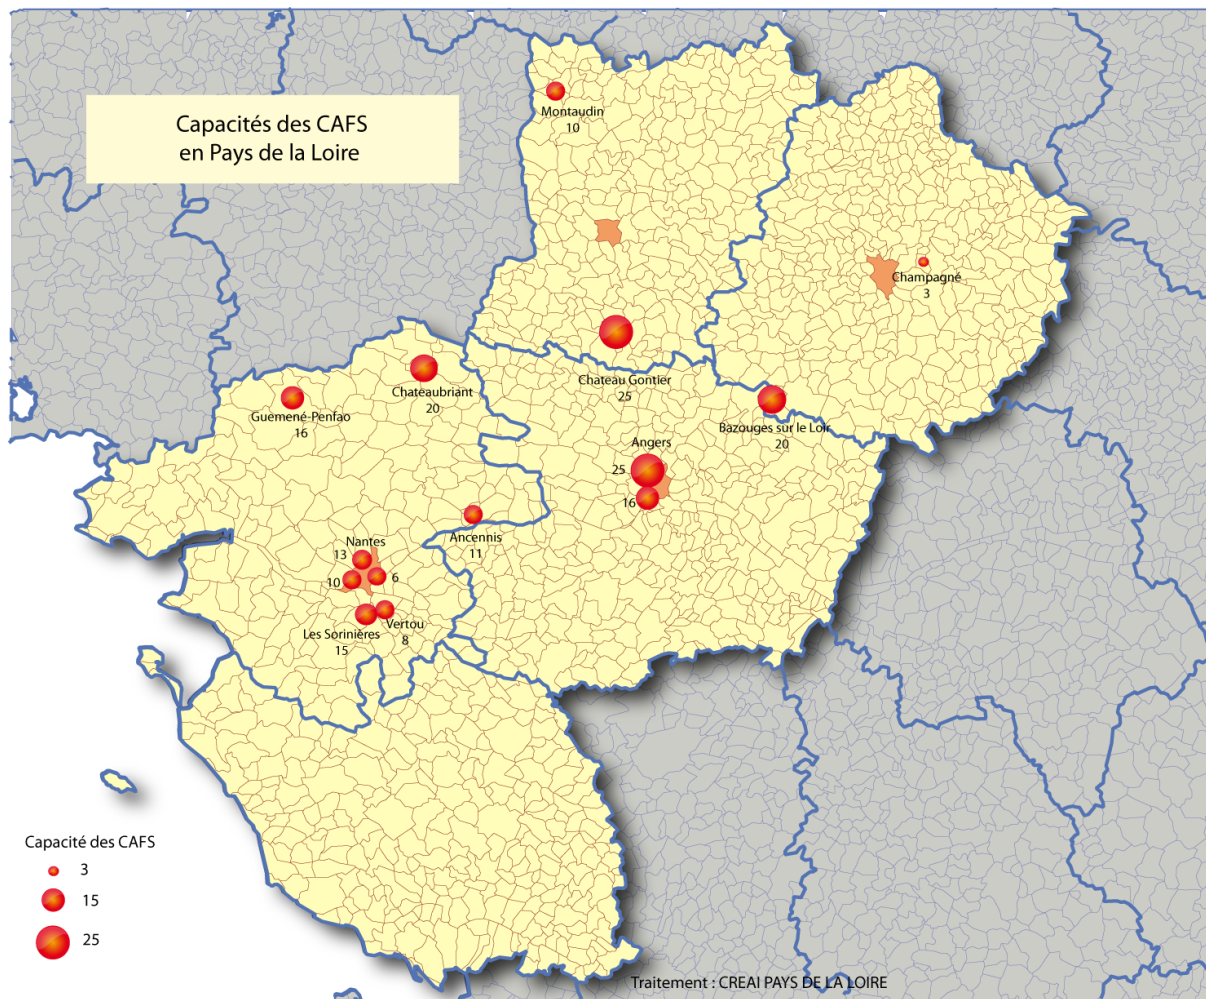 Capacités des CAFS
en Pays de la Loire
Montaudin
10
Champagné
3
Chateau Gontier
25
Chateaubriant
20
Guemené-Penfao
16
Bazouges sur le Loir
20
Angers
25
16
Ancennis
11
Nantes
13
10
6
Les Sorinières
15
Vertou
8
Capacité des CAFS
3
15
25
Traitement : CREAI PAYS DE LA LOIRE